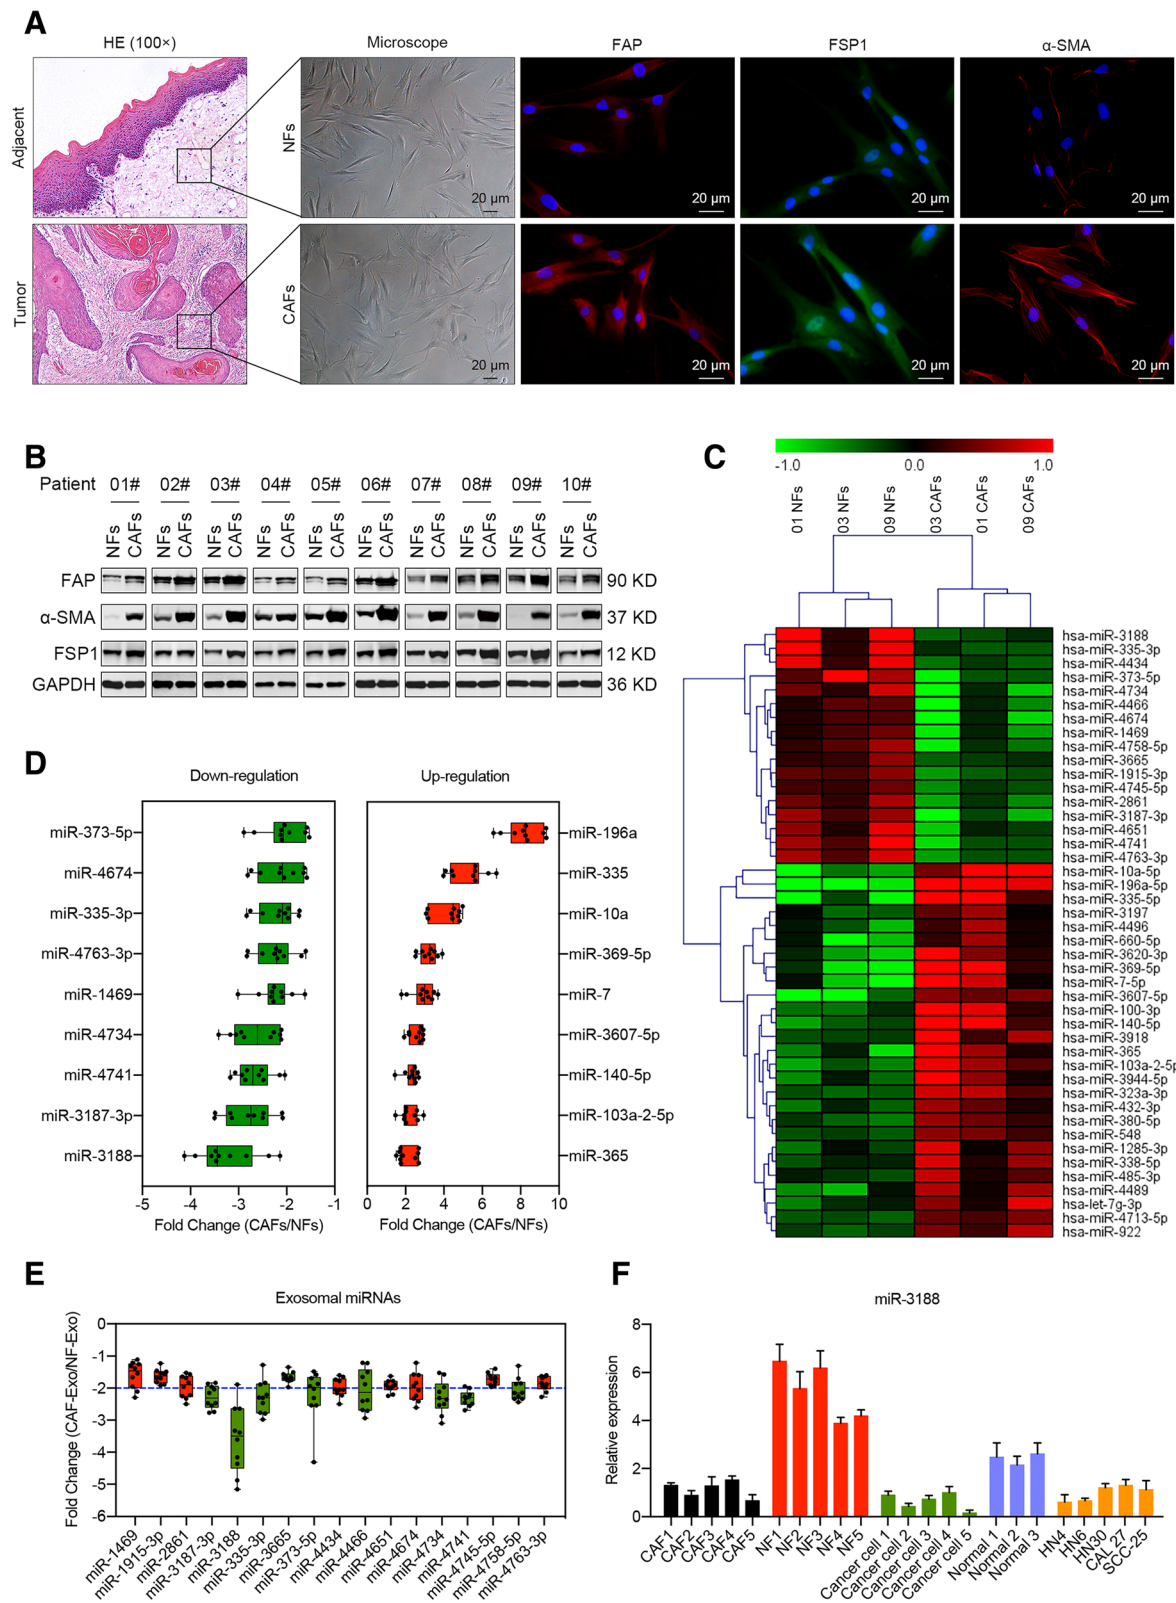 A
HE (100×)
Microscope
FAP
FSP1
α-SMA
Adjacent
NFs
20 µm
20 µm
20 µm
20 µm
Tumor
CAFs
20 µm
20 µm
20 µm
20 µm
B
Patient 01# 02# 03# 04# 05# 06# 07# 08# 09# 10#
NFs CAFs NFs CAFs NFs CAFs NFs CAFs NFs CAFs NFs CAFs NFs CAFs NFs CAFs NFs CAFs NFs CAFs
FAP 90 KD
α-SMA 37 KD
FSP1 12 KD
GAPDH 36 KD
C
-1.0 0.0 1.0
01 NFs 03 NFs 09 NFs 03 CAFs 01 CAFs 09 CAFs
hsa-miR-3188
hsa-miR-335-3p
hsa-miR-4434
hsa-miR-373-5p
hsa-miR-4734
hsa-miR-4466
hsa-miR-4674
hsa-miR-1469
hsa-miR-4758-5p
hsa-miR-3665
hsa-miR-1915-3p
hsa-miR-4745-5p
hsa-miR-2861
hsa-miR-3187-3p
hsa-miR-4651
hsa-miR-4741
hsa-miR-4763-3p
hsa-miR-10a-5p
hsa-miR-196a-5p
hsa-miR-335-5p
hsa-miR-3197
hsa-miR-4496
hsa-miR-660-5p
hsa-miR-3620-3p
hsa-miR-369-5p
hsa-miR-7-5p
hsa-miR-3607-5p
hsa-miR-100-3p
hsa-miR-140-5p
hsa-miR-3918
hsa-miR-365
hsa-miR-103a-2-5p
hsa-miR-3944-5p
hsa-miR-323a-3p
hsa-miR-432-3p
hsa-miR-380-5p
hsa-miR-548
hsa-miR-1285-3p
hsa-miR-338-5p
hsa-miR-485-3p
hsa-miR-4489
hsa-let-7g-3p
hsa-miR-4713-5p
hsa-miR-922
D
Down-regulation
miR-373-5p
miR-4674
miR-335-3p
miR-4763-3p
miR-1469
miR-4734
miR-4741
miR-3187-3p
miR-3188
-5 -4 -3 -2 -1
Fold Change (CAFs/NFs)
Up-regulation
miR-196a
miR-335
miR-10a
miR-369-5p
miR-7
miR-3607-5p
miR-140-5p
miR-103a-2-5p
miR-365
0 2 4 6 8 10
Fold Change (CAFs/NFs)
E
Exosomal miRNAs
Fold Change (CAF-Exo/NF-Exo)
0
-1
-2
-3
-4
-5
-6
miR-1469 miR-1915-3p miR-2861 miR-3187-3p miR-3188 miR-335-3p miR-3665 miR-373-5p miR-4434 miR-4466 miR-4651 miR-4674 miR-4734 miR-4741 miR-4745-5p miR-4758-5p miR-4763-3p
F
miR-3188
Relative expression
8
6
4
2
0
CAF1 CAF2 CAF3 CAF4 CAF5 NF1 NF2 NF3 NF4 NF5 Cancer cell 1 Cancer cell 2 Cancer cell 3 Cancer cell 4 Cancer cell 5 Normal 1 Normal 2 Normal 3 HN4 HN6 HN30 CAL 27 SCC-25